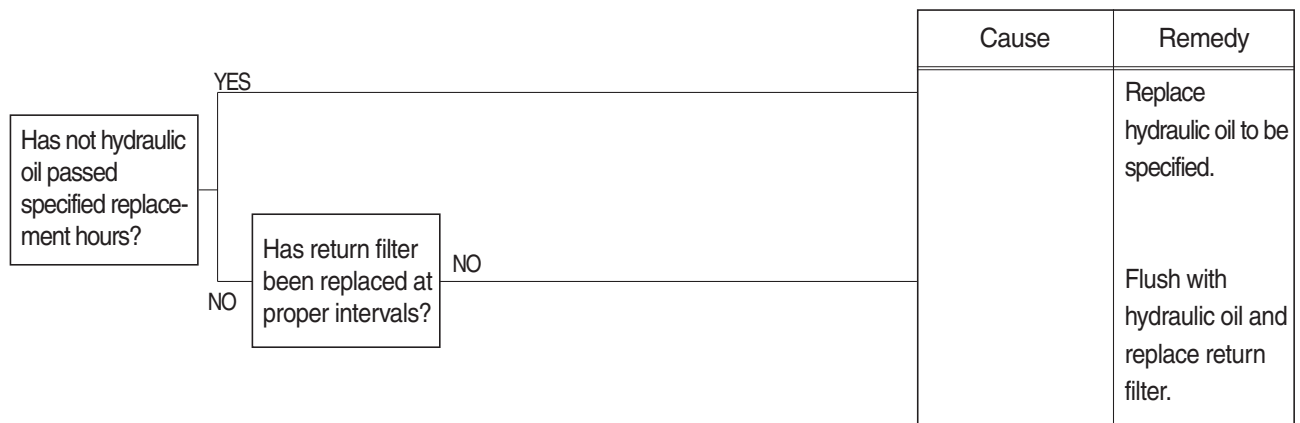 Cause
Remedy
YES
Replace
hydraulic oil to be
specified.
Has not hydraulic
oil passed
specified replace-
ment hours?
Has return filter
been replaced at
proper intervals?
NO
NO
Flush with
hydraulic oil and
replace return
filter.